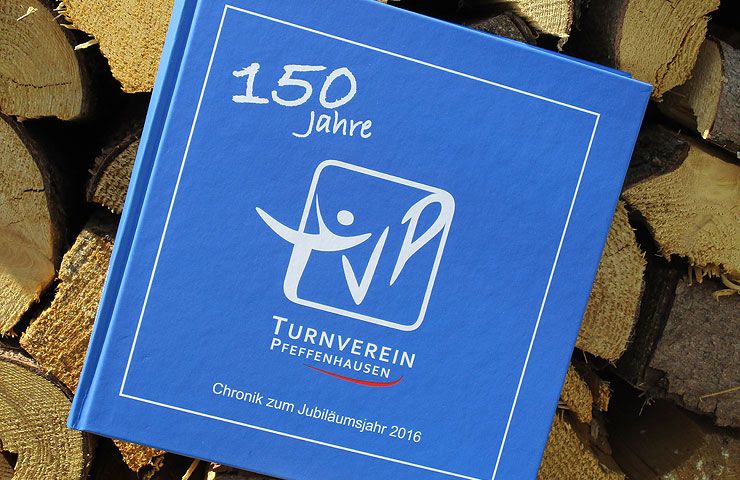 150
Jahre
TVP
TURNVEREIN
PFEFFENHAUSEN
Chronik zum Jubiläumsjahr 2016